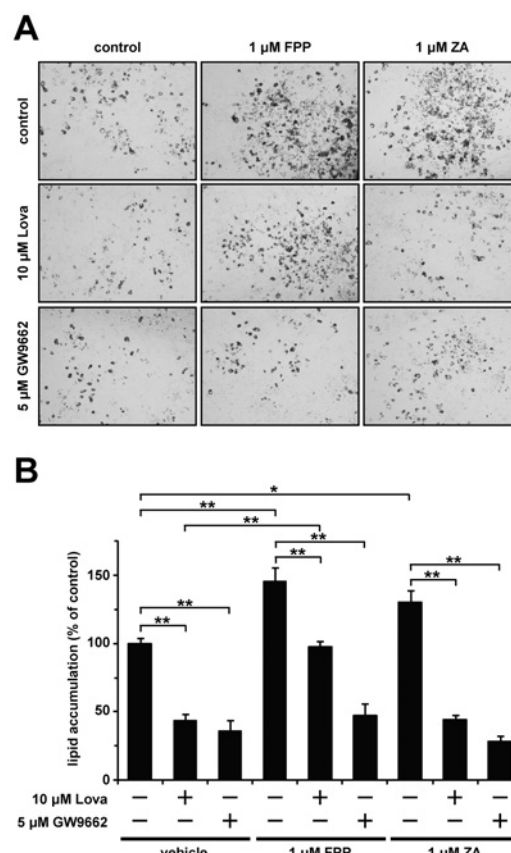 A
control
1 µM FPP
1 µM ZA
control
10 µM Lova
5 µM GW9662
B
*
**
**
**
**
**
**
**
**
lipid accumulation (% of control)
150
100
50
0
10 µM Lova − + − − + − − + −
5 µM GW9662 − − + − − + − − +
vehicle 1 µM FPP 1 µM ZA